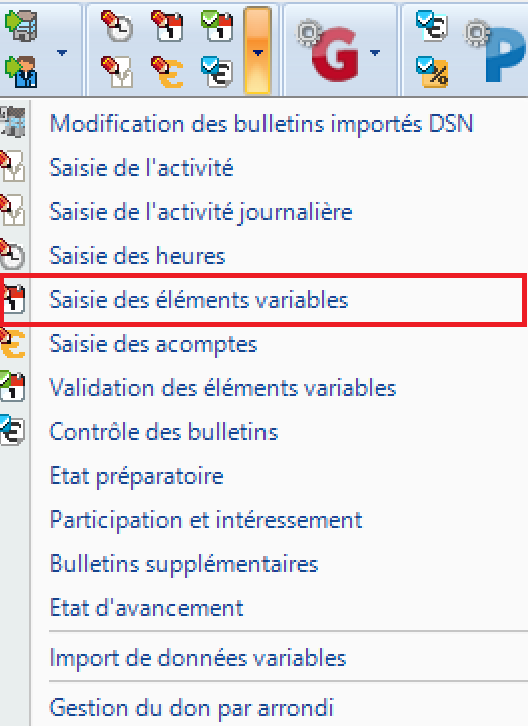 G
P
Modification des bulletins importés DSN
Saisie de l'activité
Saisie de l'activité journalière
Saisie des heures
Saisie des éléments variables
Saisie des acomptes
Validation des éléments variables
Contrôle des bulletins
Etat préparatoire
Participation et intéressement
Bulletins supplémentaires
Etat d'avancement
Import de données variables
Gestion du don par arrondi